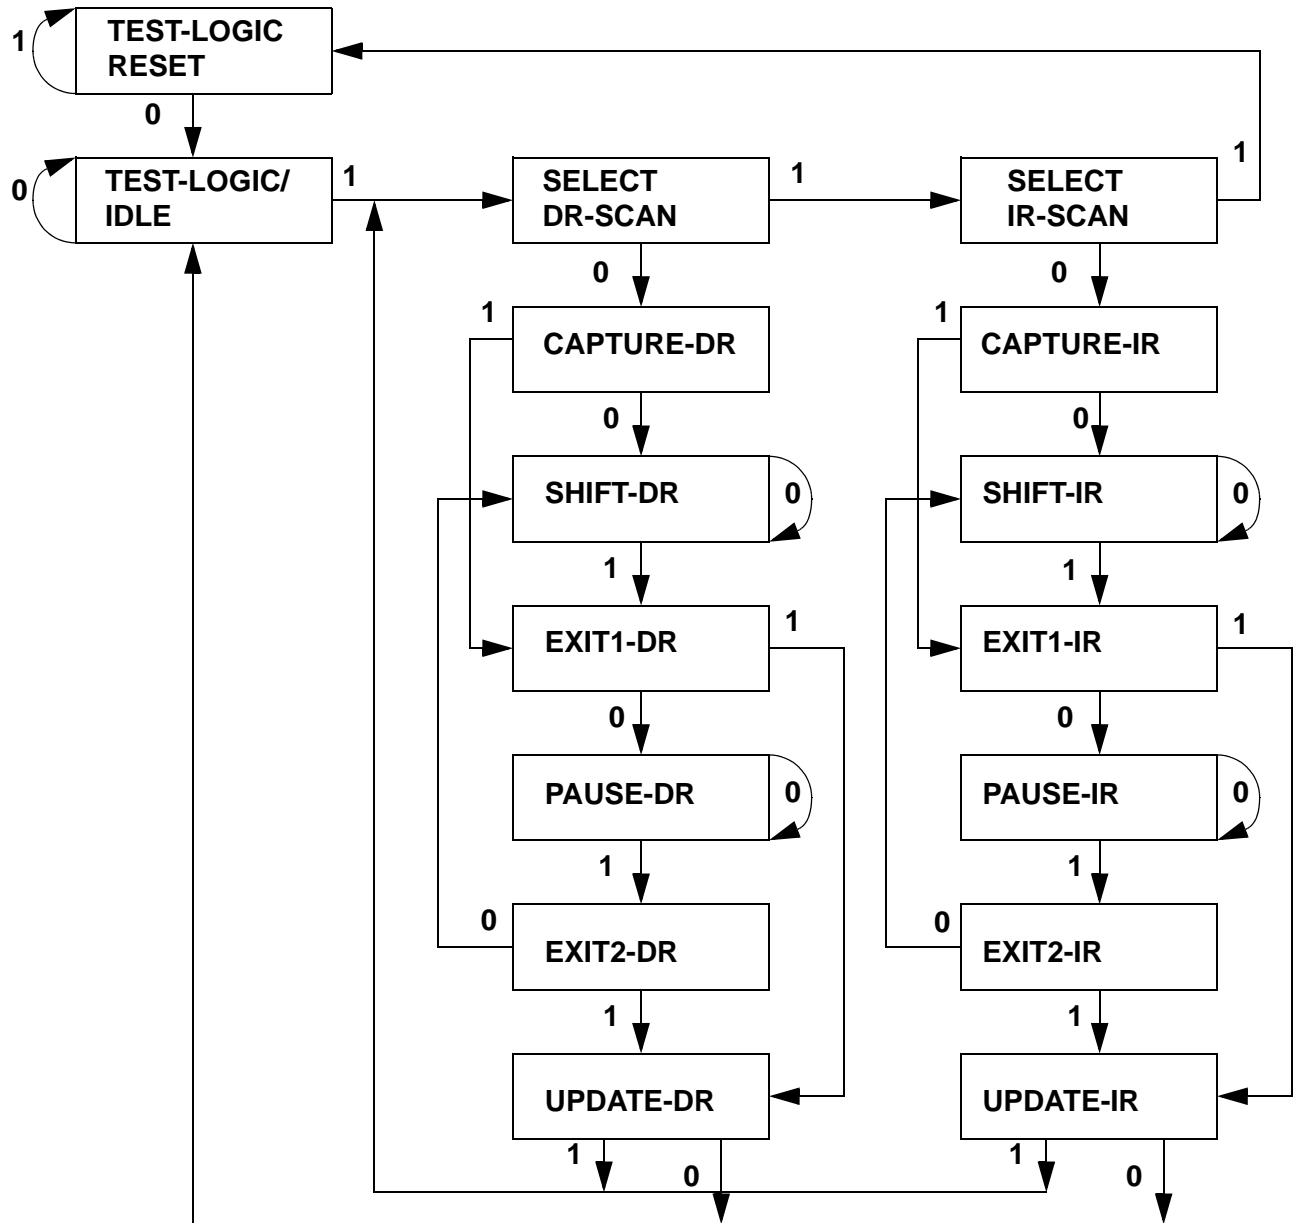 TEST-LOGIC
RESET
1
0
TEST-LOGIC/
IDLE
0
1
SELECT
DR-SCAN
1
SELECT
IR-SCAN
1
0
0
1
CAPTURE-DR
1
CAPTURE-IR
0
0
SHIFT-DR
0
SHIFT-IR
0
1
1
EXIT1-DR
1
EXIT1-IR
1
0
0
PAUSE-DR
0
PAUSE-IR
0
1
1
0
EXIT2-DR
0
EXIT2-IR
1
1
UPDATE-DR
UPDATE-IR
1
0
1
0